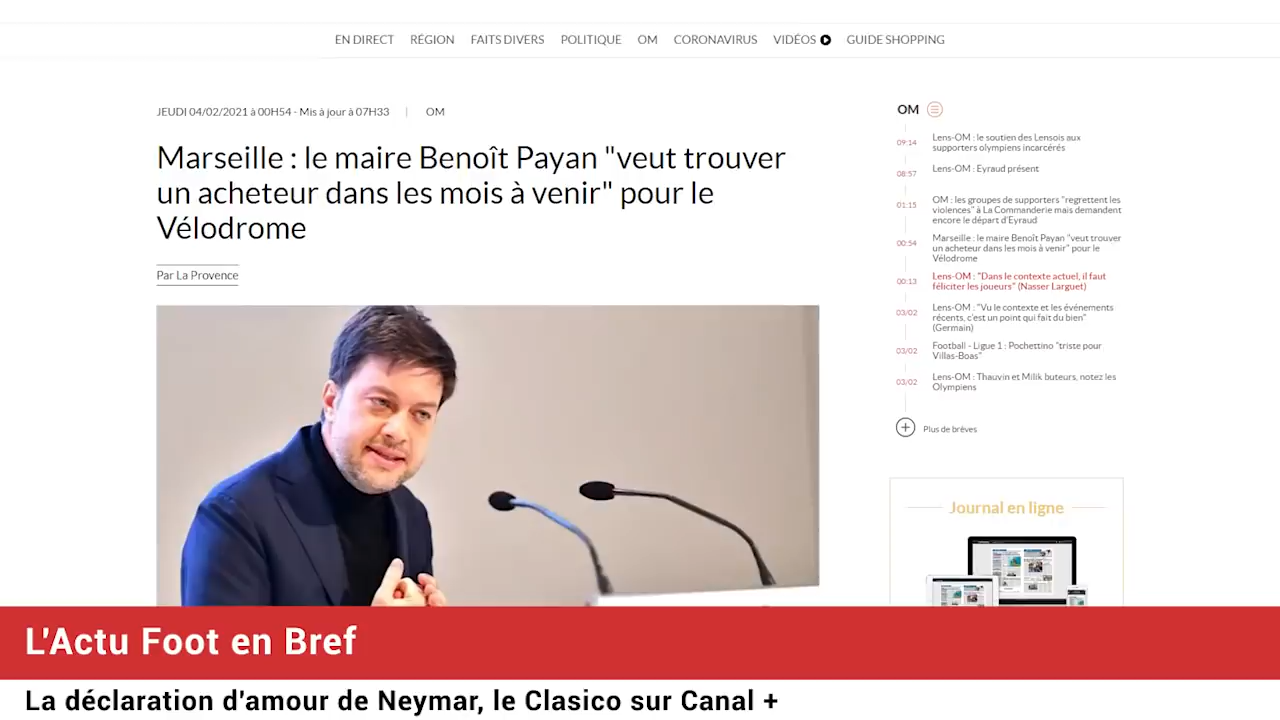 EN DIRECT RÉGION FAITS DIVERS POLITIQUE OM CORONAVIRUS VIDÉOS GUIDE SHOPPING
JEUDI 04/02/2021 à 00H54 - Mis à jour à 07H33 | OM
Marseille : le maire Benoît Payan "veut trouver
un acheteur dans les mois à venir" pour le
Vélodrome
Par La Provence
OM
09:14 Lens-OM : le soutien des Lensois aux
supporters olympiens incarcérés
08:57 Lens-OM : Eyraud présent
01:15 OM : les groupes de supporters "regrettent les
violences" à La Commanderie mais demandent
encore le départ d'Eyraud
00:54 Marseille : le maire Benoît Payan "veut trouver
un acheteur dans les mois à venir" pour le
Vélodrome
00:13 Lens-OM : "Dans le contexte actuel, il faut
féliciter les joueurs" (Nasser Larguet)
03/02 Lens-OM : "Vu le contexte et les événements
récents, c'est un point qui fait du bien"
(Germain)
03/02 Football - Ligue 1 : Pochettino "triste pour
Villas-Boas"
03/02 Lens-OM : Thauvin et Milik buteurs, notez les
Olympiens
Plus de brèves
Journal en ligne
L'Actu Foot en Bref
La déclaration d'amour de Neymar, le Clasico sur Canal +